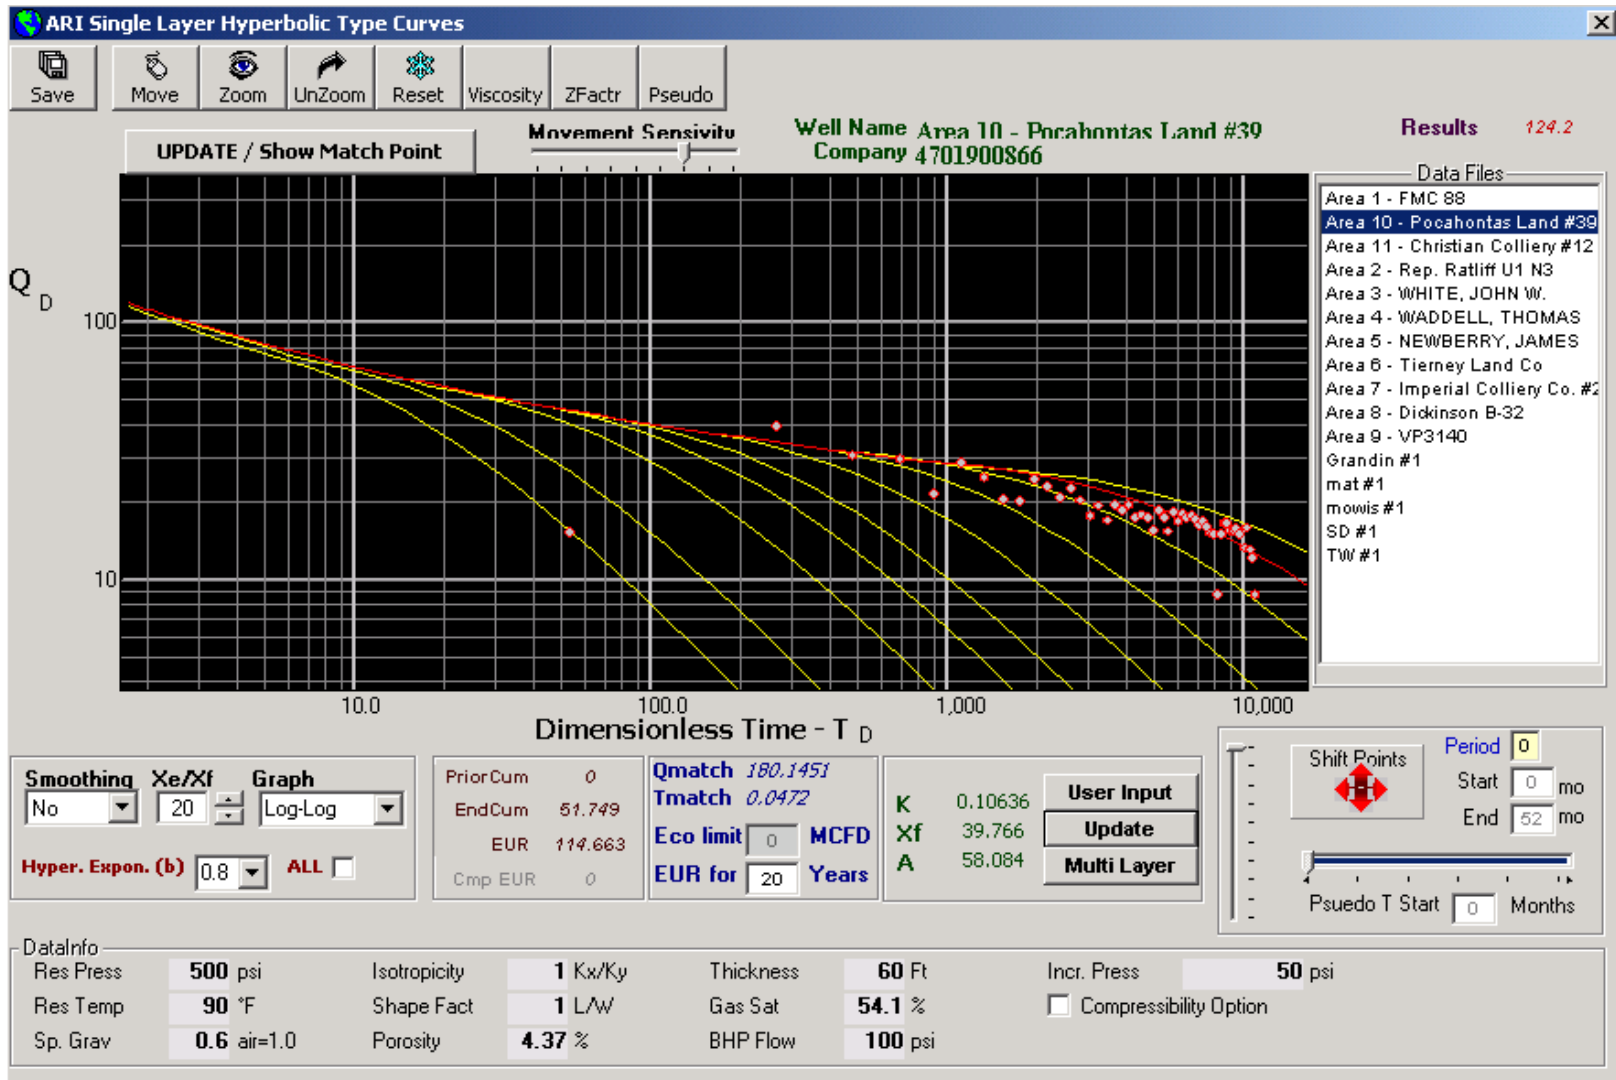 ARI Single Layer Hyperbolic Type Curves
Save Move Zoom UnZoom Reset Viscosity ZFactr Pseudo
UPDATE / Show Match Point
Movement Sensivitu
Well Name Area 10 - Pocahontas Land #39
Company 4701900866
Results 124.2
Data Files
Area 1 - FMC 88
Area 10 - Pocahontas Land #39
Area 11 - Christian Colliery #12
Area 2 - Rep. Ratliff U1 N3
Area 3 - WHITE, JOHN W.
Area 4 - WADDELL, THOMAS
Area 5 - NEWBERRY, JAMES
Area 6 - Tierney Land Co
Area 7 - Imperial Colliery Co. #2
Area 8 - Dickinson B-32
Area 9 - VP3140
Grandin #1
mat #1
mowis #1
SD #1
TW #1
Q D
100
10
10.0 100.0 1,000 10,000
Dimensionless Time - T D
Smoothing Xe/Xf Graph
No 20 Log-Log
Hyper. Expon. (b) 0.8 ALL
PriorCum 0
EndCum 51.749
EUR 114.663
Cmp EUR 0
Qmatch 180.1451
Tmatch 0.0472
Eco limit 0 MCFD
EUR for 20 Years
K 0.10636
Xf 39.766
A 58.084
User Input
Update
Multi Layer
Shift Points
Period 0
Start 0 mo
End 52 mo
Psuedo T Start 0 Months
DataInfo
Res Press 500 psi Isotropicity 1 Kx/Ky Thickness 60 Ft Incr. Press 50 psi
Res Temp 90 °F Shape Fact 1 L/W Gas Sat 54.1 % Compressibility Option
Sp. Grav 0.6 air=1.0 Porosity 4.37 % BHP Flow 100 psi